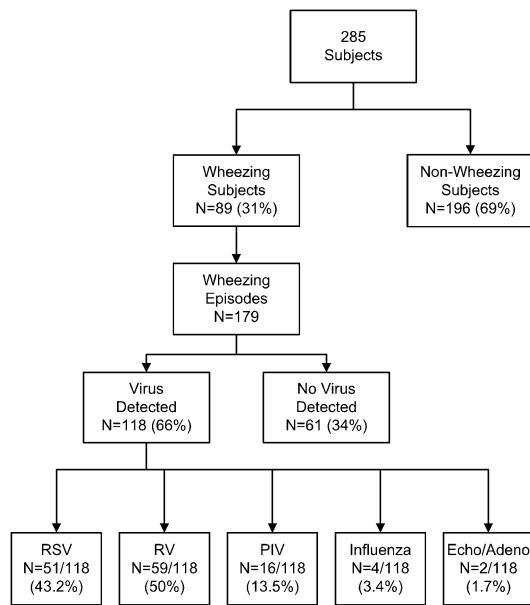 285
Subjects
Wheezing
Subjects
N=89 (31%)
Non-Wheezing
Subjects
N=196 (69%)
Wheezing
Episodes
N=179
Virus
Detected
N=118 (66%)
No Virus
Detected
N=61 (34%)
RSV
N=51/118
(43.2%)
RV
N=59/118
(50%)
PIV
N=16/118
(13.5%)
Influenza
N=4/118
(3.4%)
Echo/Adeno
N=2/118
(1.7%)